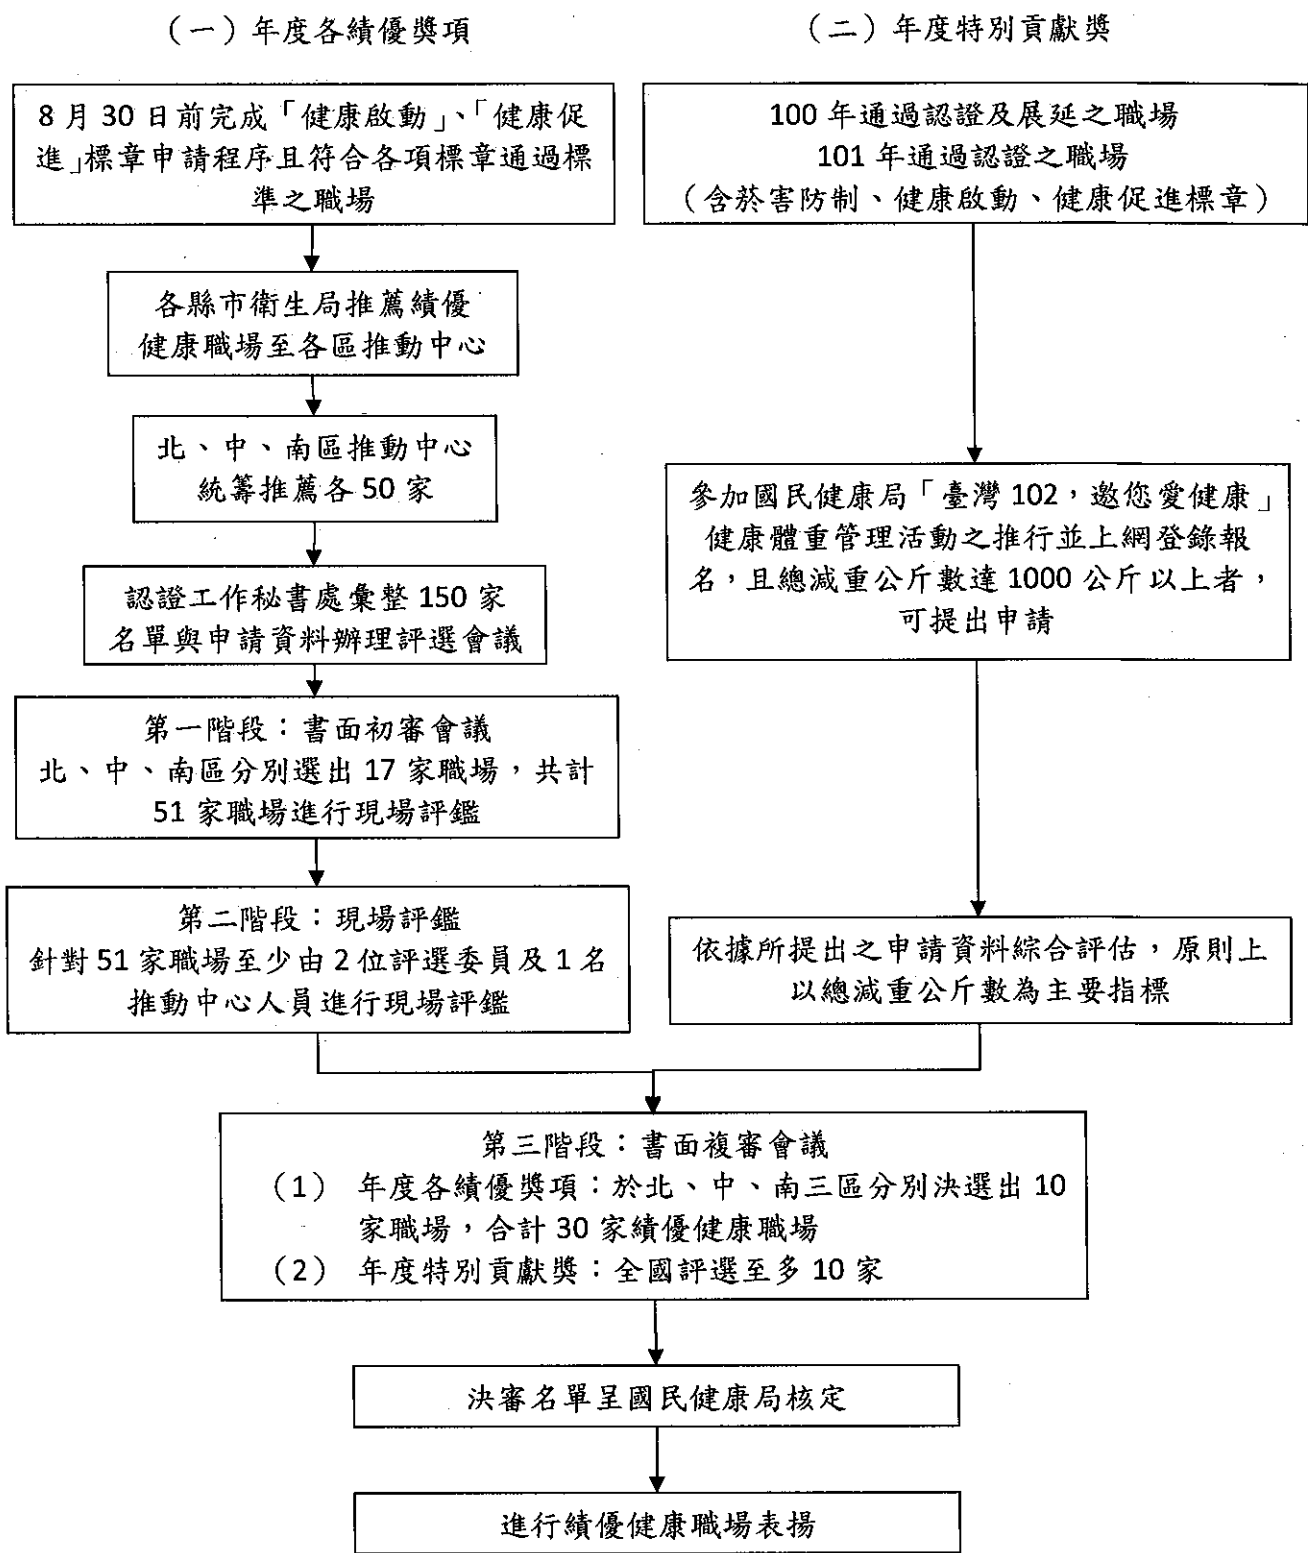 （一）年度各績優獎項
8 月 30 日前完成「健康啟動」、「健康促
進」標章申請程序且符合各項標章通過標
準之職場
各縣市衛生局推薦績優
健康職場至各區推動中心
北、中、南區推動中心
統籌推薦各 50 家
認證工作秘書處彙整 150 家
名單與申請資料辦理評選會議
第一階段：書面初審會議
北、中、南區分別選出 17 家職場，共計
51 家職場進行現場評鑑
第二階段：現場評鑑
針對 51 家職場至少由 2 位評選委員及 1 名
推動中心人員進行現場評鑑
（二）年度特別貢獻獎
100 年通過認證及展延之職場
101 年通過認證之職場
（含菸害防制、健康啟動、健康促進標章）
參加國民健康局「臺灣 102，邀您愛健康」
健康體重管理活動之推行並上網登錄報
名，且總減重公斤數達 1000 公斤以上者，
可提出申請
依據所提出之申請資料綜合評估，原則上
以總減重公斤數為主要指標
第三階段：書面複審會議
（1） 年度各績優獎項：於北、中、南三區分別決選出 10
家職場，合計 30 家績優健康職場
（2） 年度特別貢獻獎：全國評選至多 10 家
決審名單呈國民健康局核定
進行績優健康職場表揚